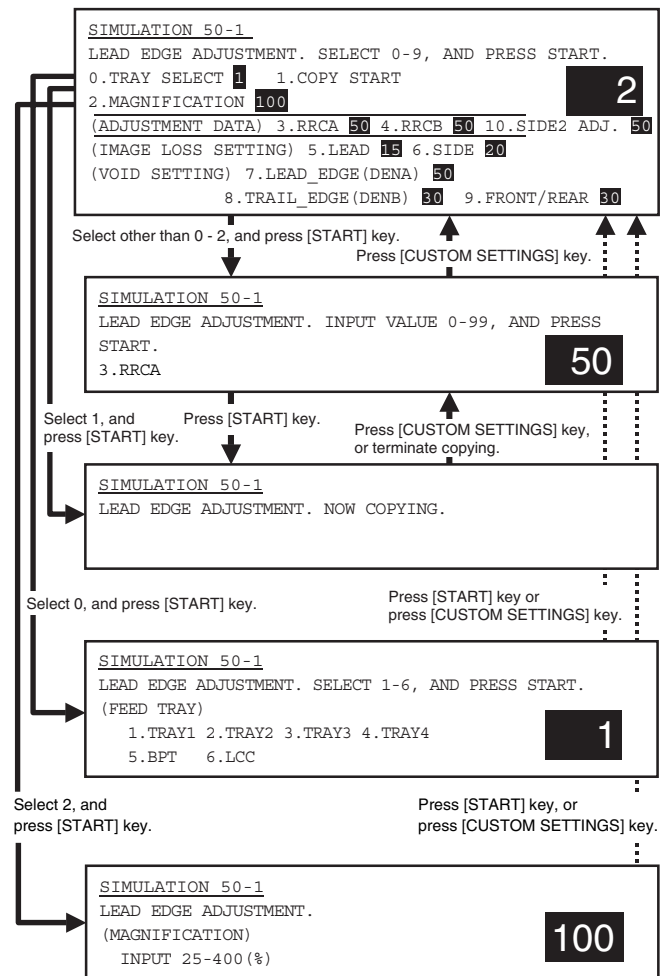 SIMULATION 50-1
LEAD EDGE ADJUSTMENT. SELECT 0-9, AND PRESS START.
0.TRAY SELECT 1 1.COPY START
2
2.MAGNIFICATION 100
(ADJUSTMENT DATA) 3.RRCA 50 4.RRCB 50 10.SIDE2 ADJ. 50
(IMAGE LOSS SETTING) 5.LEAD 15 6.SIDE 20
(VOID SETTING) 7.LEAD_EDGE(DENA) 50
8.TRAIL_EDGE(DENB) 30 9.FRONT/REAR 30
Select other than 0 - 2, and press [START] key.
Press [CUSTOM SETTINGS] key.
SIMULATION 50-1
LEAD EDGE ADJUSTMENT. INPUT VALUE 0-99, AND PRESS
START.
50
3.RRCA
Select 1, and
press [START] key.
Press [START] key.
Press [CUSTOM SETTINGS] key,
or terminate copying.
SIMULATION 50-1
LEAD EDGE ADJUSTMENT. NOW COPYING.
Select 0, and press [START] key.
Press [START] key or
press [CUSTOM SETTINGS] key.
SIMULATION 50-1
LEAD EDGE ADJUSTMENT. SELECT 1-6, AND PRESS START.
(FEED TRAY)
1.TRAY1 2.TRAY2 3.TRAY3 4.TRAY4
1
5.BPT 6.LCC
Select 2, and
press [START] key.
Press [START] key, or
press [CUSTOM SETTINGS] key.
SIMULATION 50-1
LEAD EDGE ADJUSTMENT.
(MAGNIFICATION)
100
INPUT 25-400(%)